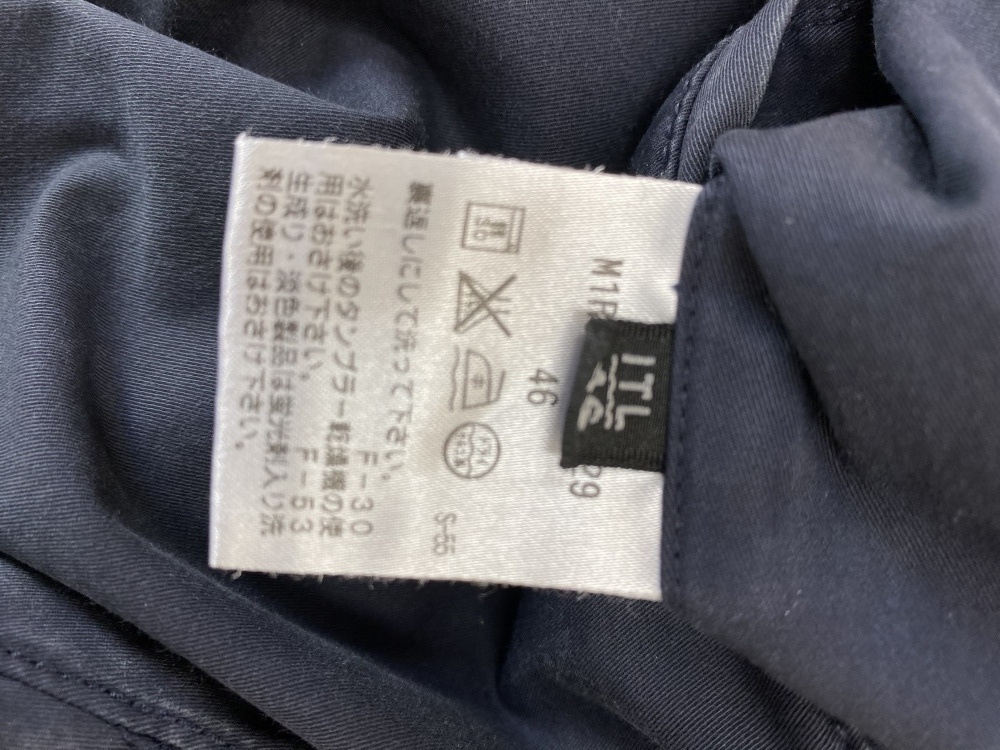 M1R
29
ITL
46
ドライ
S-55
裏返しにして洗って下さい。
F-30
水洗い後のタンブラー乾燥機の使
用はおさけ下さい。 F-53
生成り・淡色製品は蛍光剤入り洗
剤の使用はおさけ下さい。